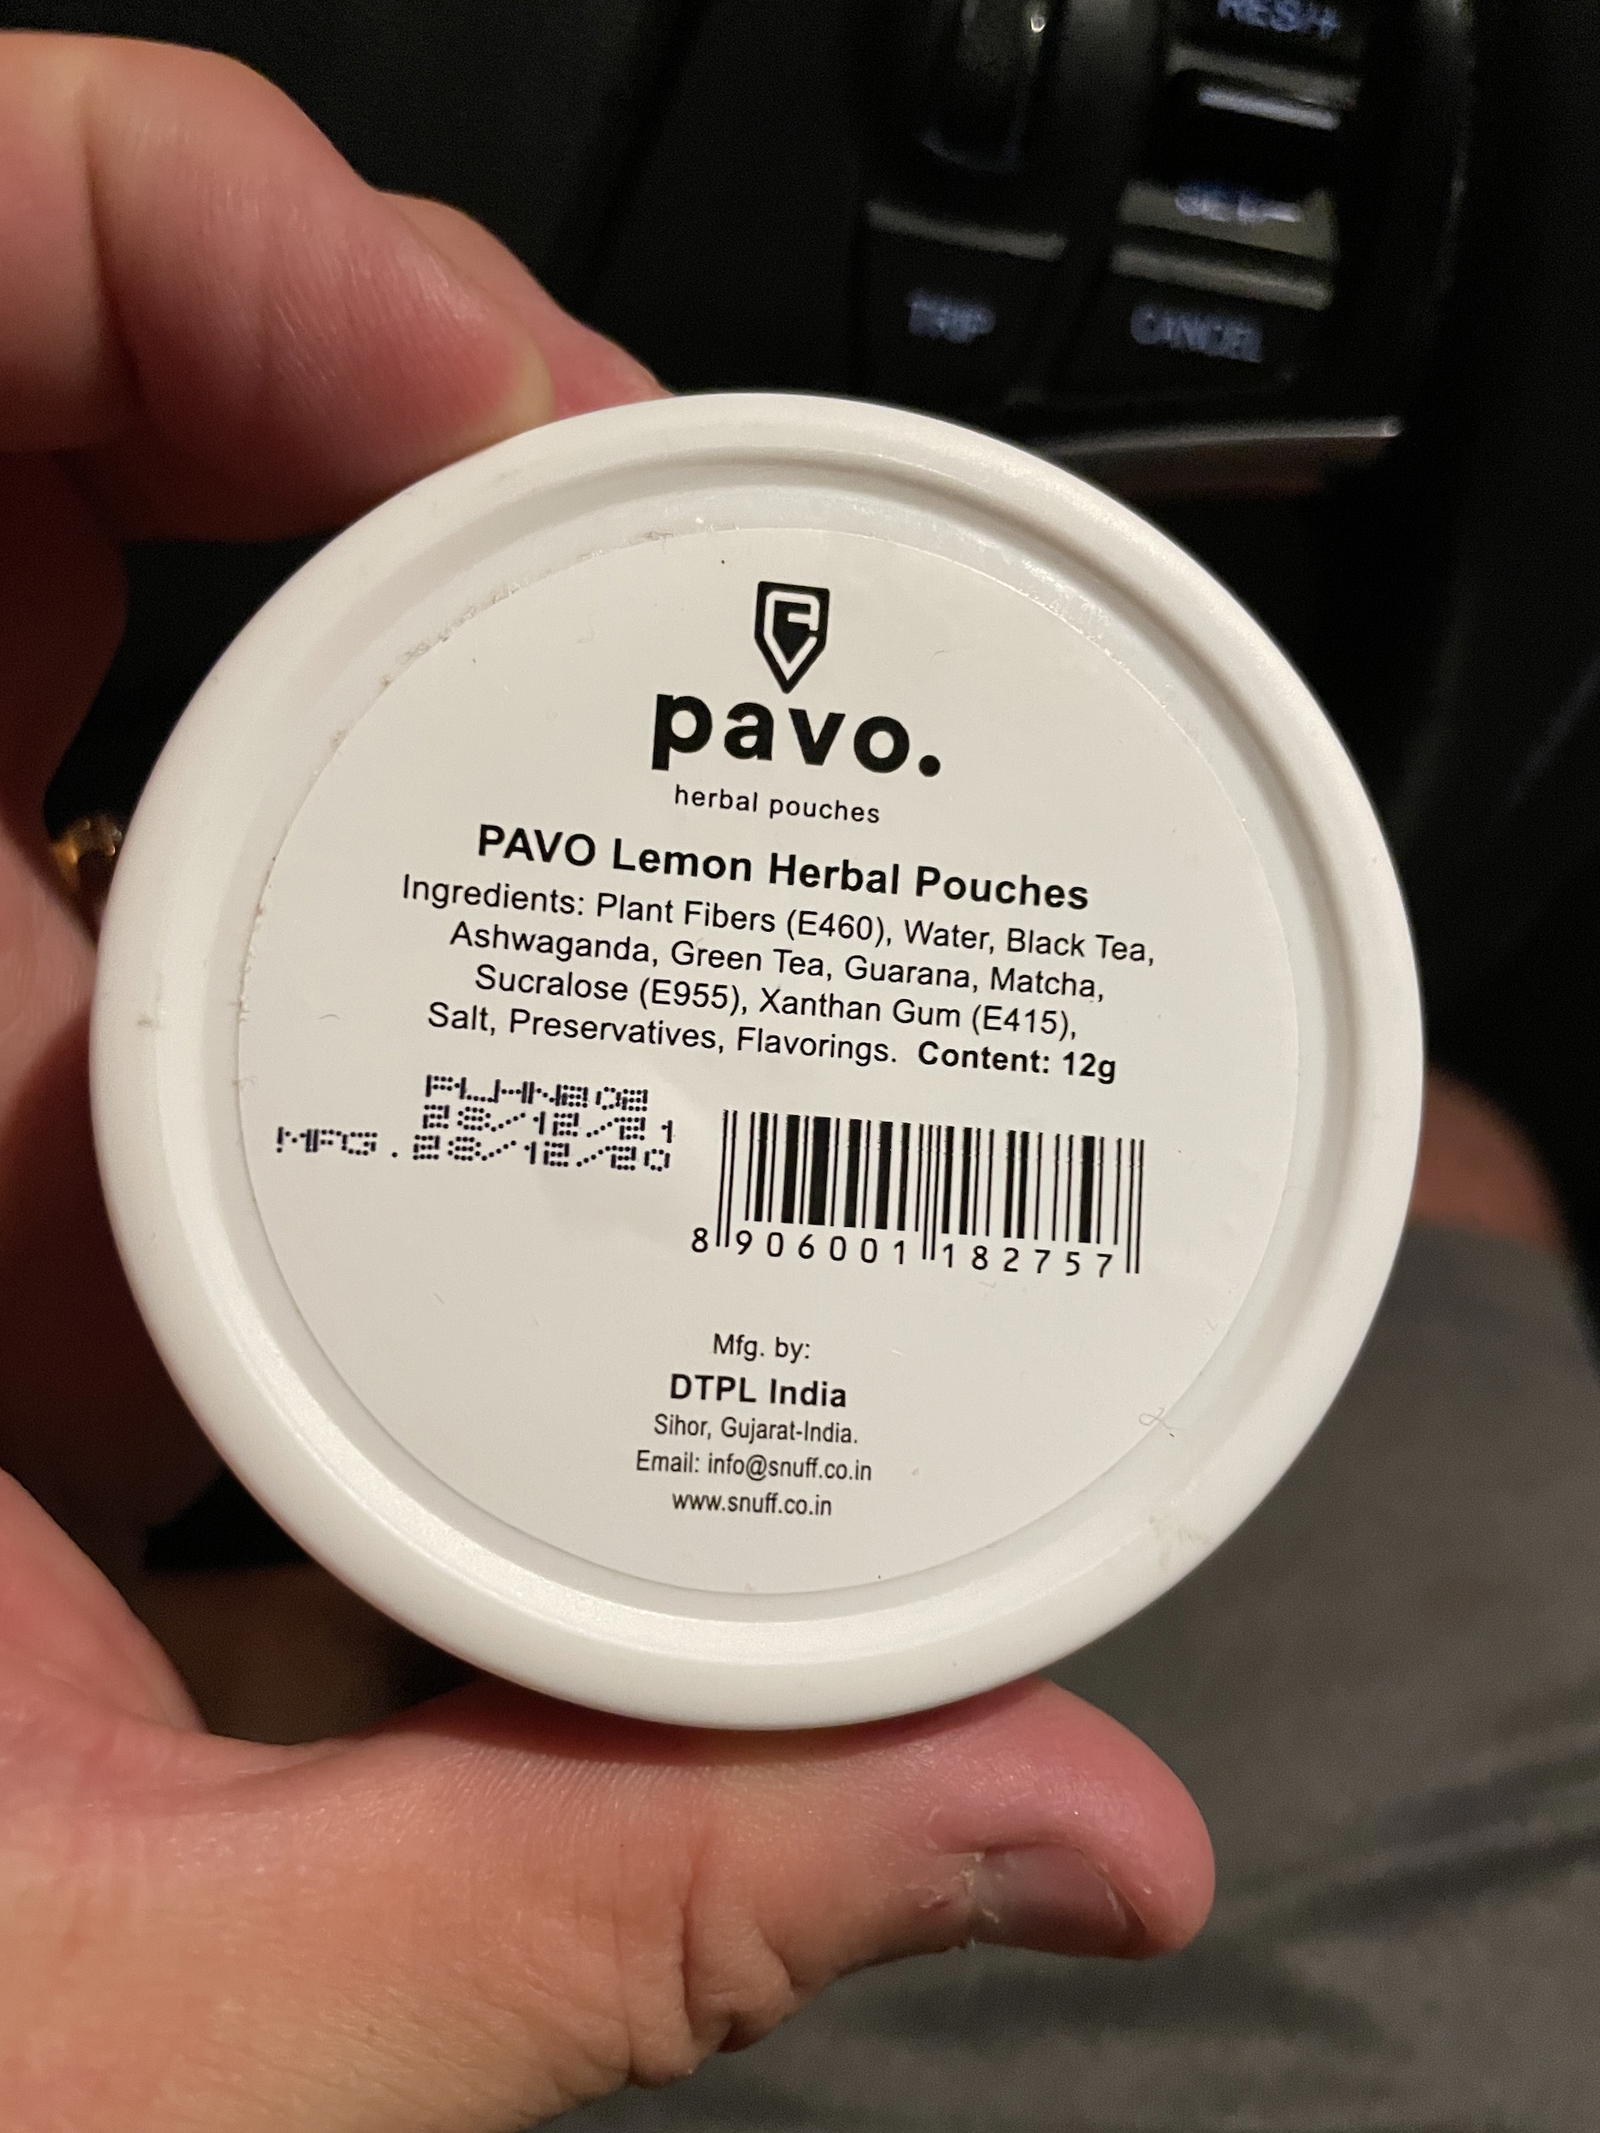 RES/+
SET/-
TRIP
CANCEL
pavo.
herbal pouches
PAVO Lemon Herbal Pouches
Ingredients: Plant Fibers (E460), Water, Black Tea,
Ashwaganda, Green Tea, Guarana, Matcha,
Sucralose (E955), Xanthan Gum (E415),
Salt, Preservatives, Flavorings. Content: 12g
28/12/21
MFG.28/12/20
8 906001 182757
Mfg. by:
DTPL India
Sihor, Gujarat-India.
Email: info@snuff.co.in
www.snuff.co.in